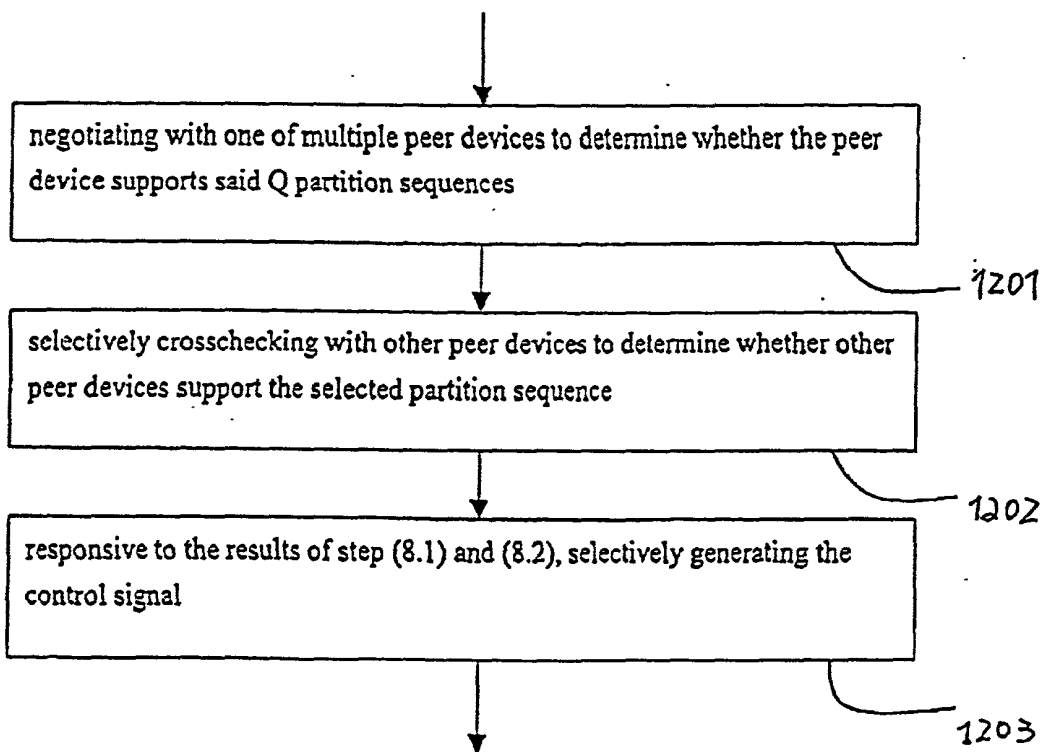 negotiating with one of multiple peer devices to determine whether the peer
device supports said Q partition sequences
1201
selectively crosschecking with other peer devices to determine whether other
peer devices support the selected partition sequence
1202
responsive to the results of step (8.1) and (8.2), selectively generating the
control signal
1203